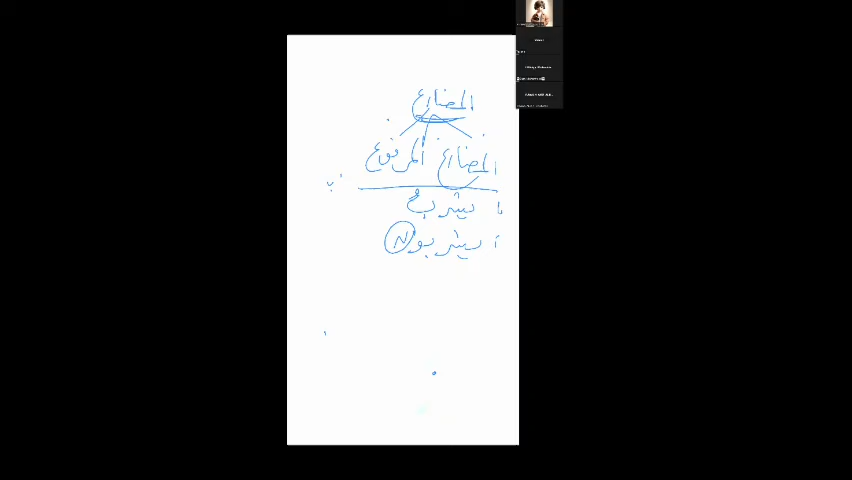 المضارع
المضارع المرفوع
يشربُ
يشربون